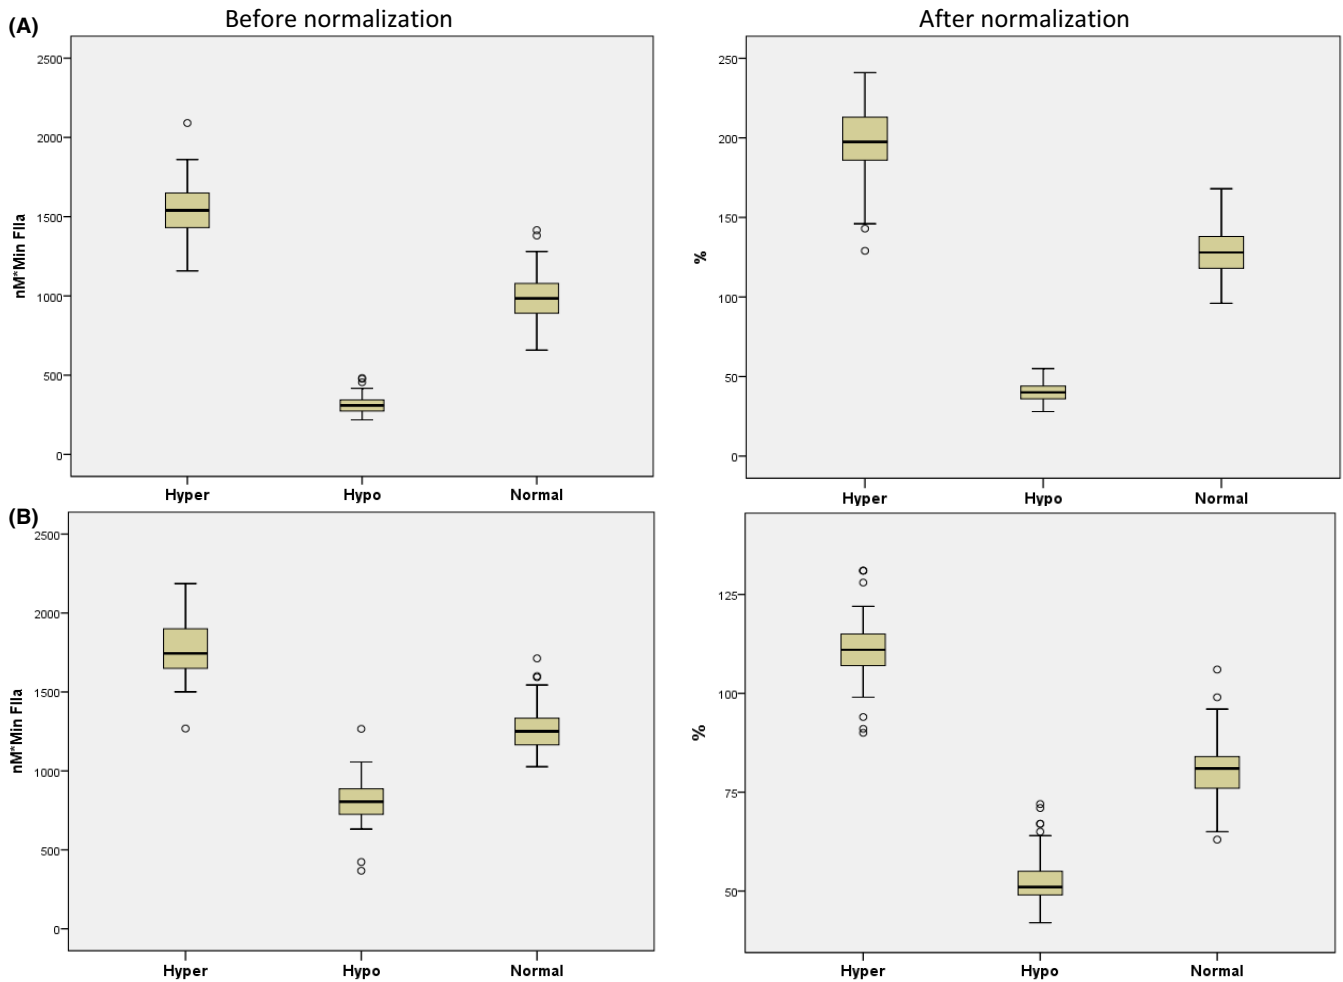 Before normalization
After normalization
(A)
2500
2000
1500
1000
500
0
nM*Min FIIa
Hyper
Hypo
Normal
250
200
150
100
50
0
%
Hyper
Hypo
Normal
(B)
2500
2000
1500
1000
500
0
nM*Min FIIa
Hyper
Hypo
Normal
125
100
75
50
%
Hyper
Hypo
Normal